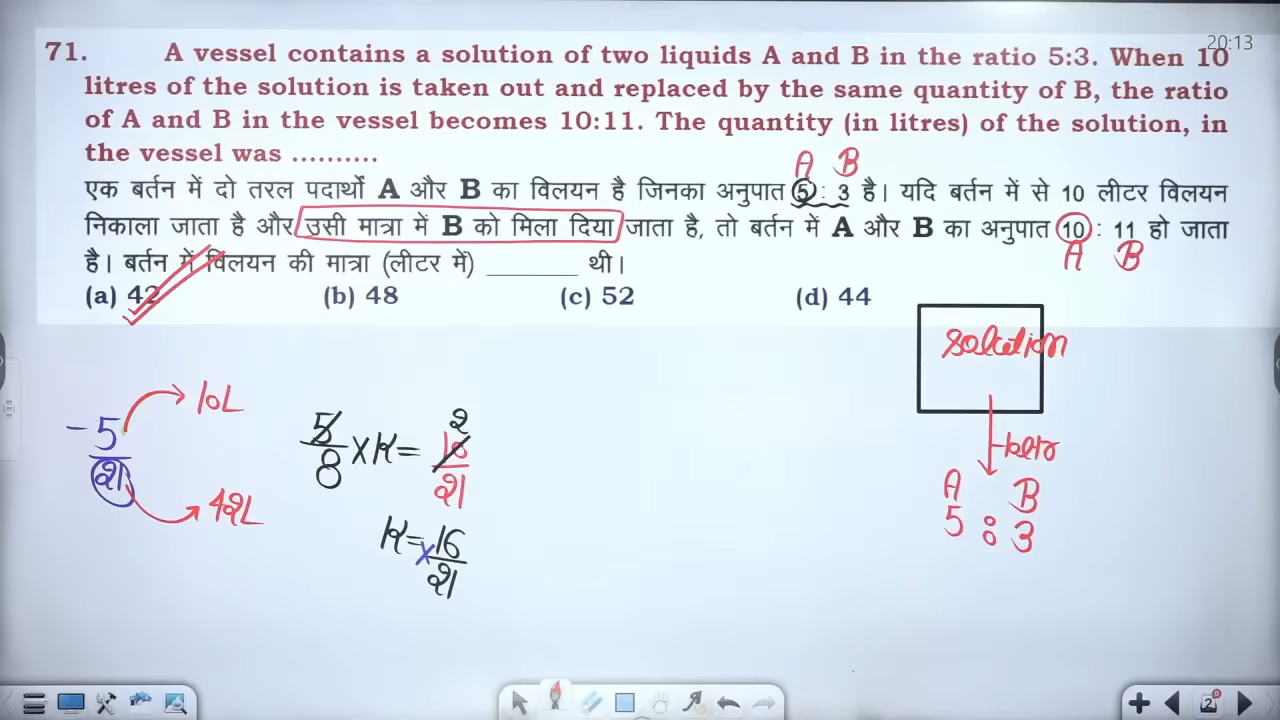 20:13
71. A vessel contains a solution of two liquids A and B in the ratio 5:3. When 10
litres of the solution is taken out and replaced by the same quantity of B, the ratio
of A and B in the vessel becomes 10:11. The quantity (in litres) of the solution, in
the vessel was ..........
A B
एक बर्तन में दो तरल पदार्थों A और B का विलयन है जिनका अनुपात 5 : 3 है। यदि बर्तन में से 10 लीटर विलयन
निकाला जाता है और उसी मात्रा में B को मिला दिया जाता है, तो बर्तन में A और B का अनुपात 10 : 11 हो जाता
A B
है। बर्तन में विलयन की मात्रा (लीटर में) ________ थी।
(a) 42 (b) 48 (c) 52 (d) 44
solution
10L
-5/21
42L
5/8 × K = 10/21
2
K = 16/21
×
A B
5 : 3
2